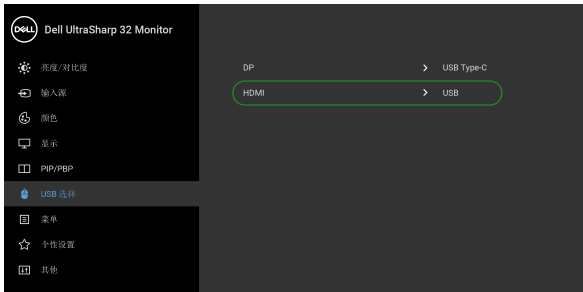 DELL Dell UltraSharp 32 Monitor
亮度/对比度
DP USB Type-C
输入源
HDMI USB
颜色
显示
PIP/PBP
USB 选择
菜单
个性设置
其他